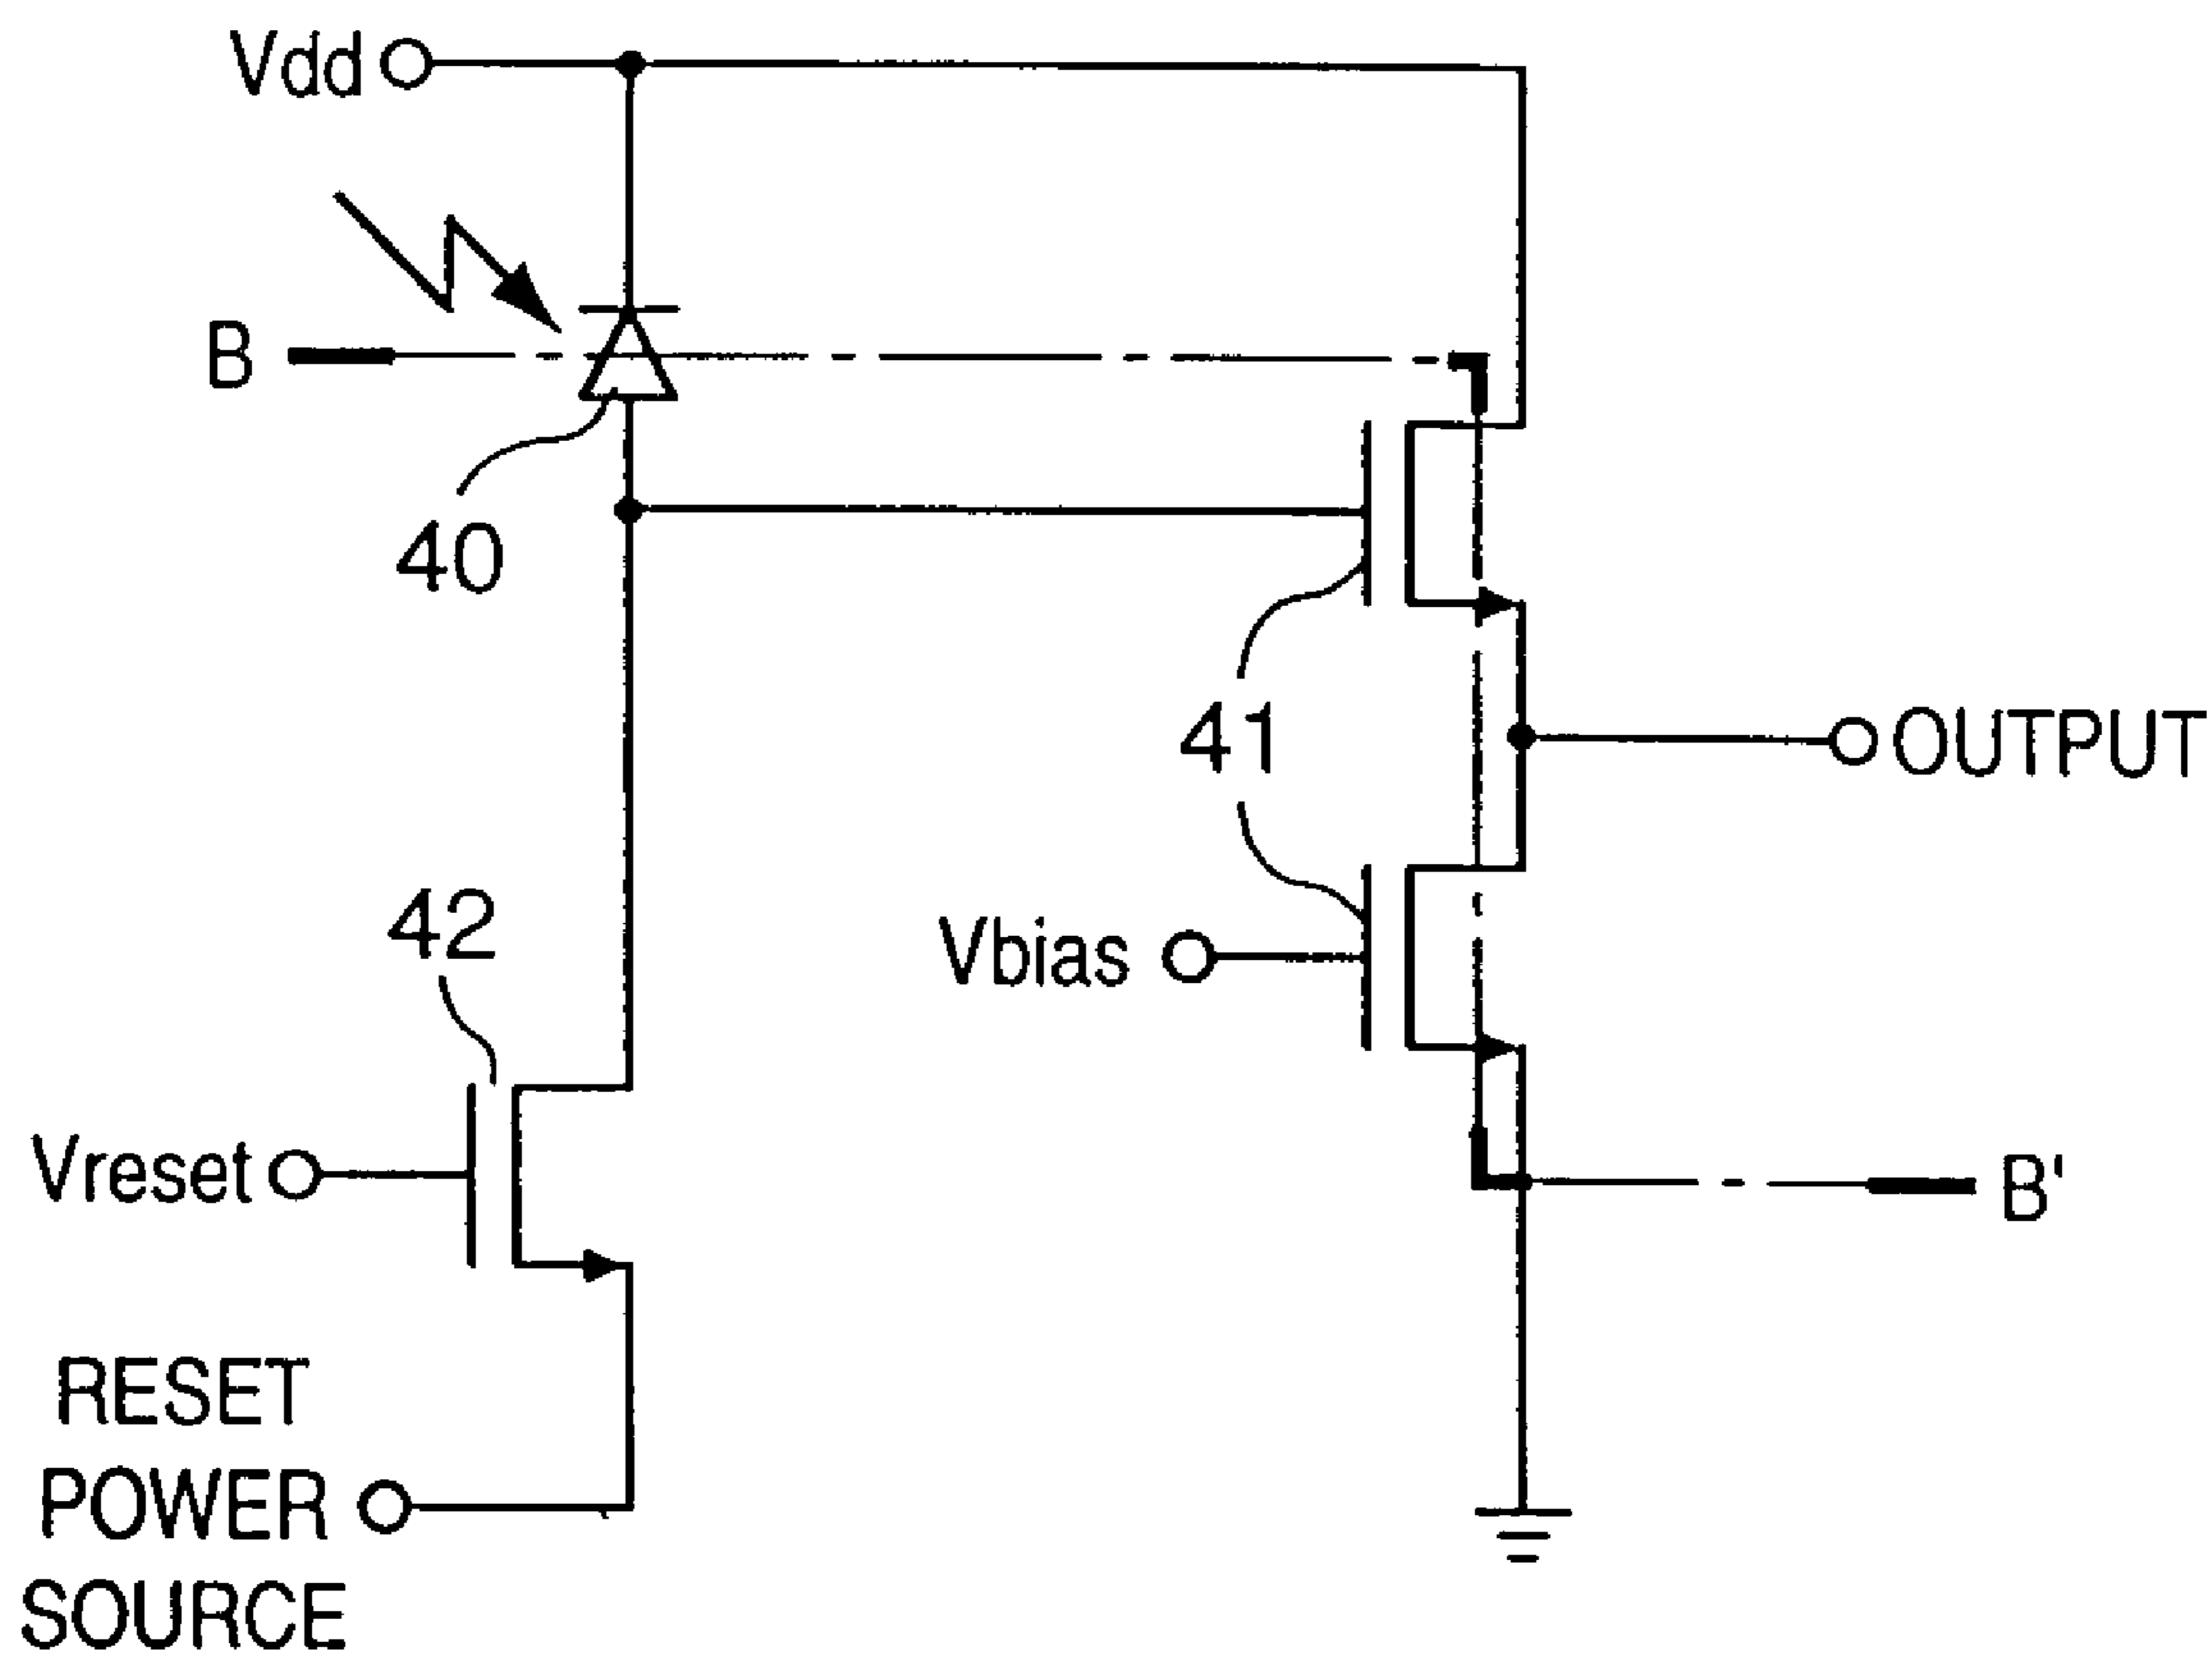 Vdd
B
40
41
OUTPUT
42
Vbias
Vreset
B'
RESET
POWER
SOURCE